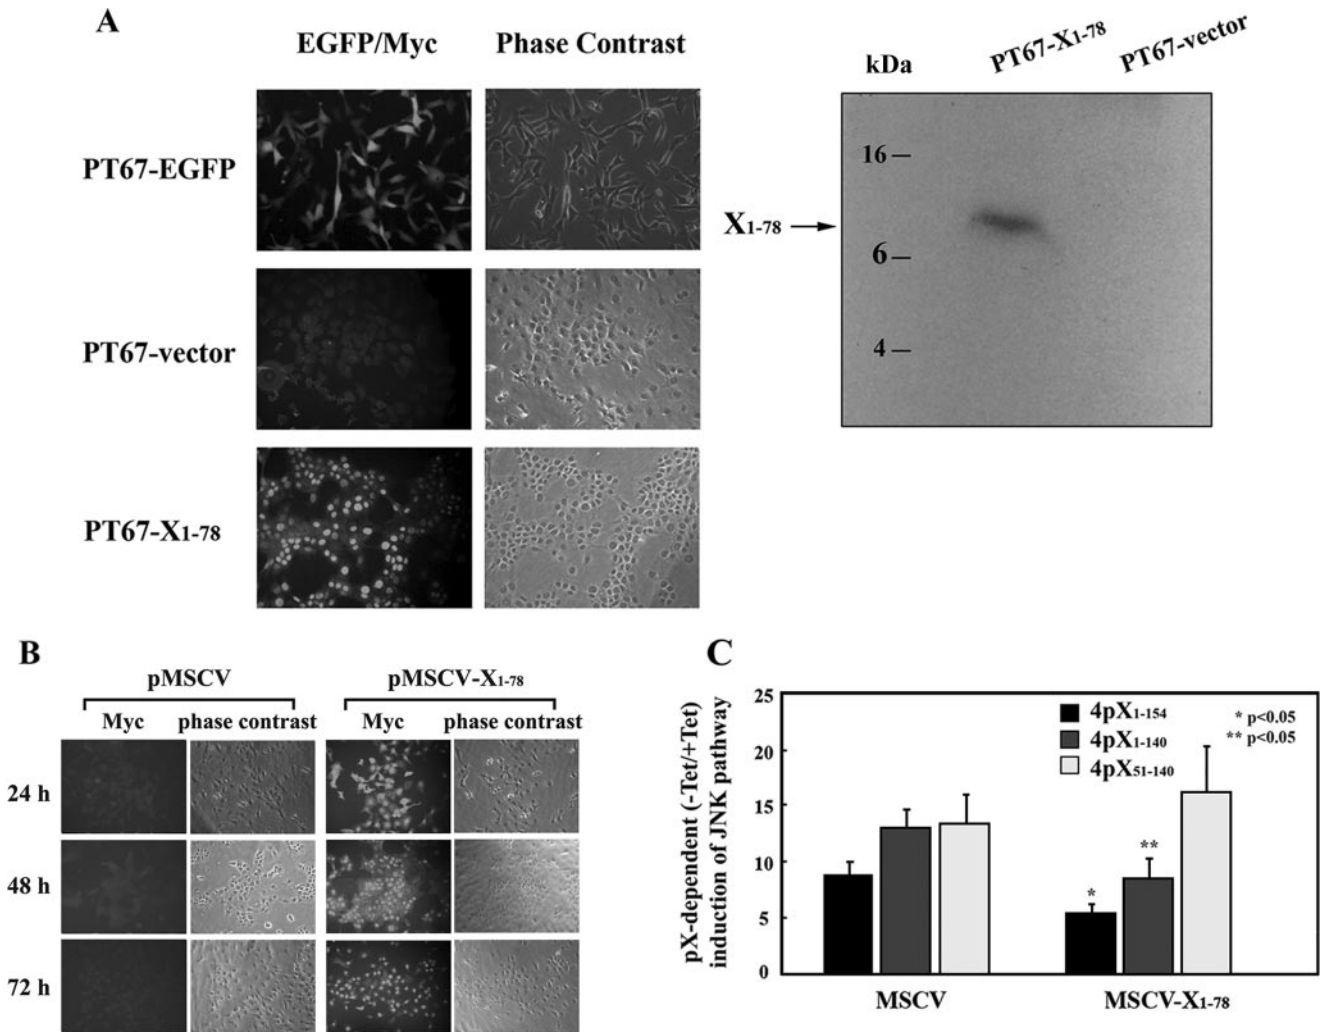 A
EGFP/Myc
Phase Contrast
PT67-EGFP
PT67-vector
PT67-X1-78
kDa
PT67-X1-78
PT67-vector
16
X1-78
6
4
B
pMSCV
pMSCV-X1-78
Myc
phase contrast
Myc
phase contrast
24 h
48 h
72 h
C
pX-dependent (-Tet/+Tet)
induction of JNK pathway
25
20
15
10
5
0
4pX1-154
4pX1-140
4pX51-140
* p<0.05
** p<0.05
*
**
MSCV
MSCV-X1-78